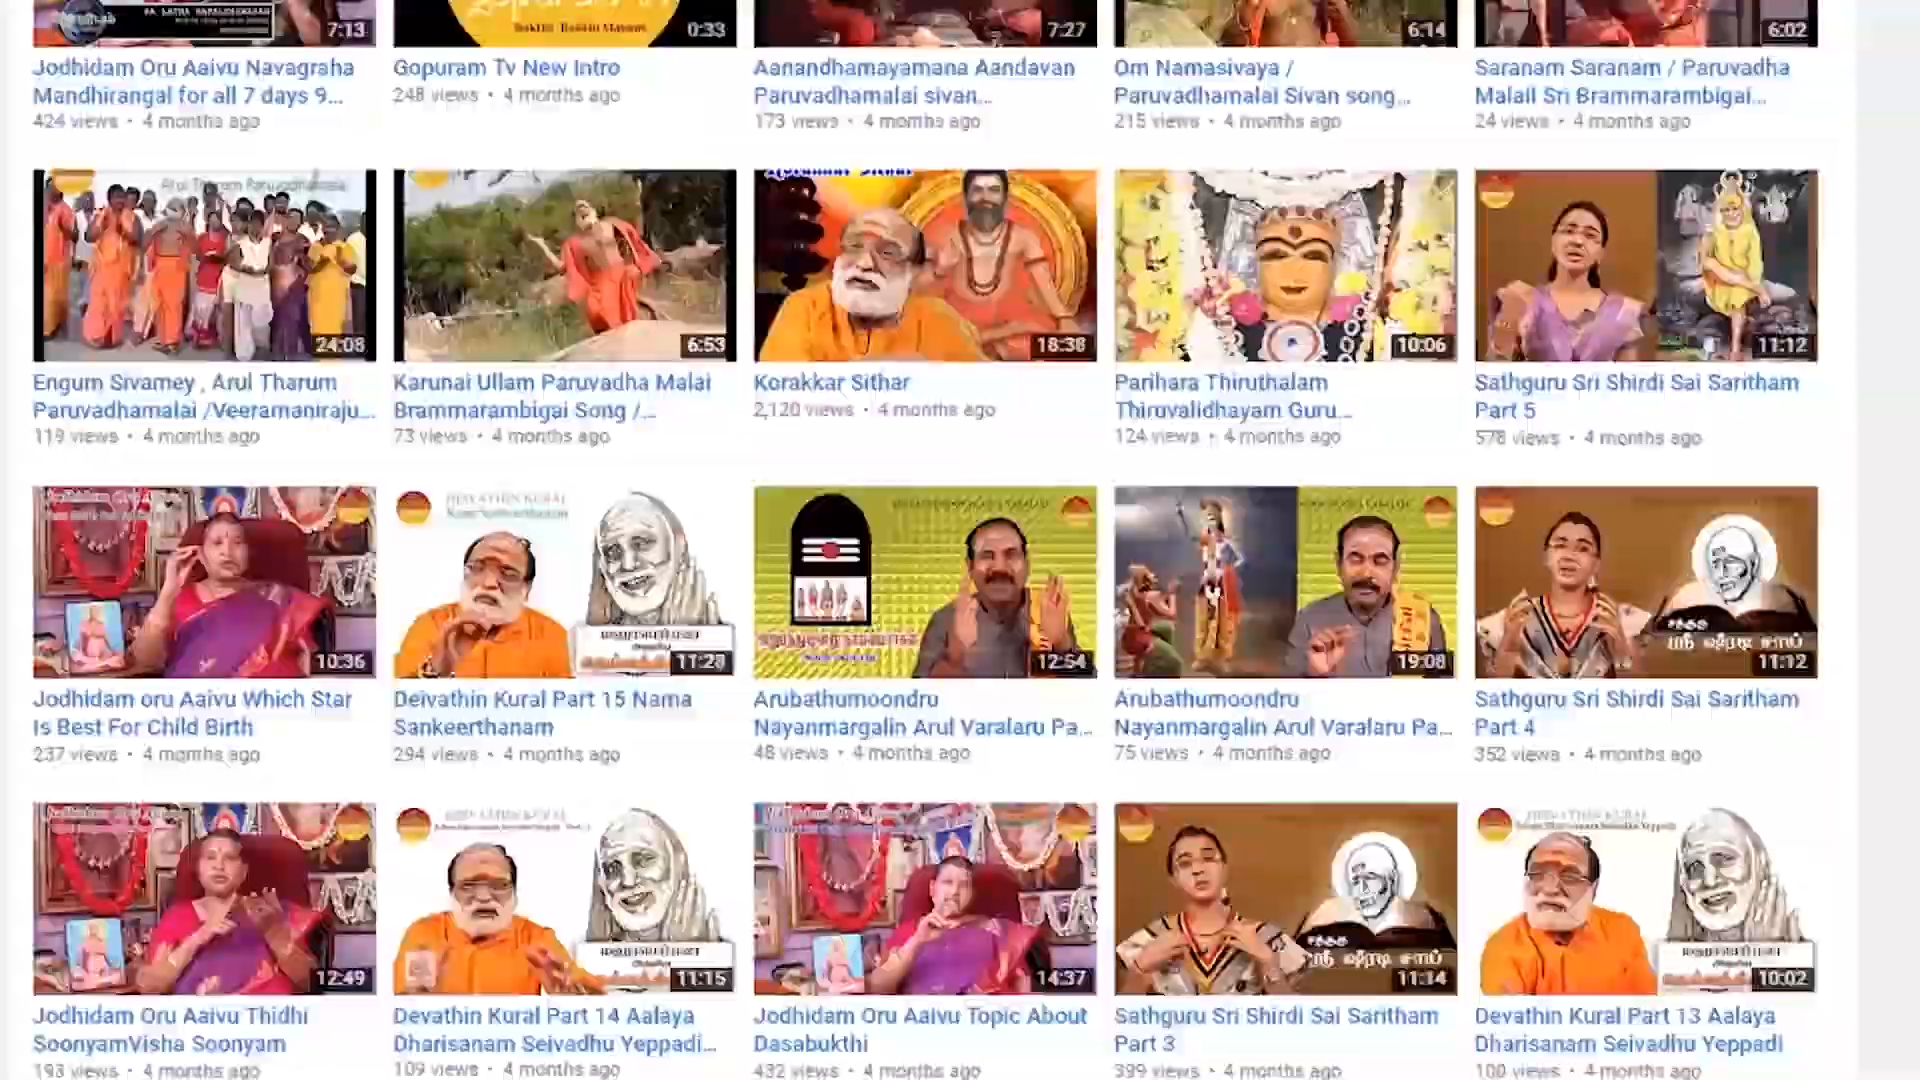 7:13
0:33
7:27
6:14
6:02
Jodhidam Oru Aaivu Navagraha
Mandhirangal for all 7 days 9...
424 views • 4 months ago
Gopuram Tv New Intro
248 views • 4 months ago
Aanandhamayamana Aandavan
Paruvadhamalai sivan...
173 views • 4 months ago
Om Namasivaya /
Paruvadhamalai Sivan song...
215 views • 4 months ago
Saranam Saranam / Paruvadha
Malail Sri Brammarambigai...
24 views • 4 months ago
24:08
6:53
18:38
10:06
11:12
Engum Sivamey , Arul Tharum
Paruvadhamalai /Veeramaniraju...
119 views • 4 months ago
Karunai Ullam Paruvadha Malai
Brammarambigai Song /...
73 views • 4 months ago
Korakkar Sithar
2,120 views • 4 months ago
Parihara Thiruthalam
Thiruvalidhayam Guru...
124 views • 4 months ago
Sathguru Sri Shirdi Sai Saritham
Part 5
578 views • 4 months ago
10:36
11:28
12:54
19:08
11:12
Jodhidam oru Aaivu Which Star
Is Best For Child Birth
237 views • 4 months ago
Deivathin Kural Part 15 Nama
Sankeerthanam
294 views • 4 months ago
Arubathumoondru
Nayanmargalin Arul Varalaru Pa...
48 views • 4 months ago
Arubathumoondru
Nayanmargalin Arul Varalaru Pa...
75 views • 4 months ago
Sathguru Sri Shirdi Sai Saritham
Part 4
352 views • 4 months ago
12:49
11:15
14:37
11:14
10:02
Jodhidam Oru Aaivu Thidhi
SoonyamVisha Soonyam
193 views • 4 months ago
Devathin Kural Part 14 Aalaya
Dharisanam Seivadhu Yeppadi...
109 views • 4 months ago
Jodhidam Oru Aaivu Topic About
Dasabukthi
432 views • 4 months ago
Sathguru Sri Shirdi Sai Saritham
Part 3
399 views • 4 months ago
Devathin Kural Part 13 Aalaya
Dharisanam Seivadhu Yeppadi
100 views • 4 months ago